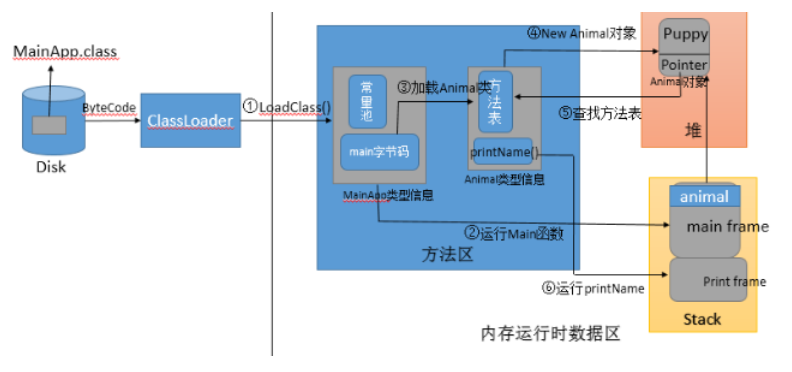 MainApp.class
ByteCode
ClassLoader
Disk
①LoadClass()
常量池
main字节码
MainApp类型信息
③加载Animal类
方法表
printName()
Animal类型信息
②运行Main函数
方法区
④New Animal对象
Puppy
Pointer
Animal对象
⑤查找方法表
堆
animal
main frame
⑥运行printName
Print frame
Stack
内存运行时数据区